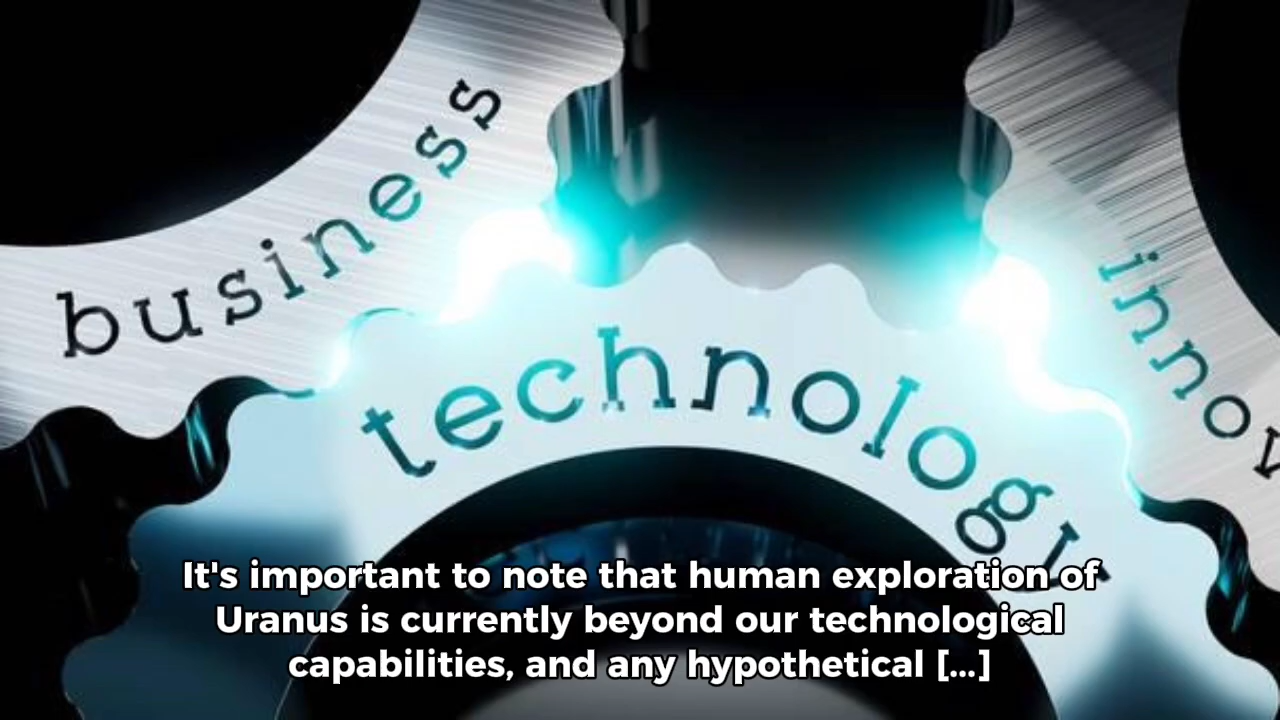 business
technology
innov
It's important to note that human exploration of
Uranus is currently beyond our technological
capabilities, and any hypothetical [...]